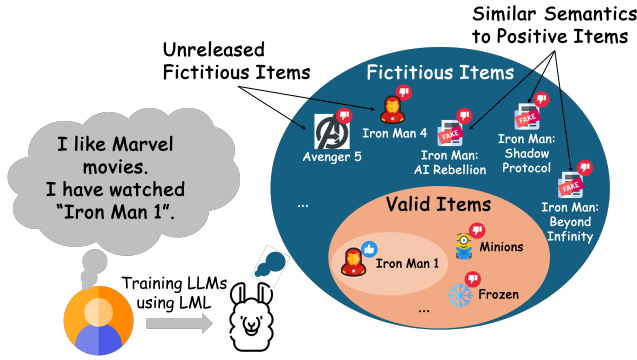 Similar Semantics
to Positive Items
Unreleased
Fictitious Items
Fictitious Items
Iron Man 4
Avenger 5
Iron Man:
AI Rebellion
FAKE
FAKE
Iron Man:
Shadow
Protocol
FAKE
Iron Man:
Beyond
Infinity
...
I like Marvel
movies.
I have watched
“Iron Man 1”.
Valid Items
Iron Man 1
Minions
Frozen
...
Training LLMs
using LML